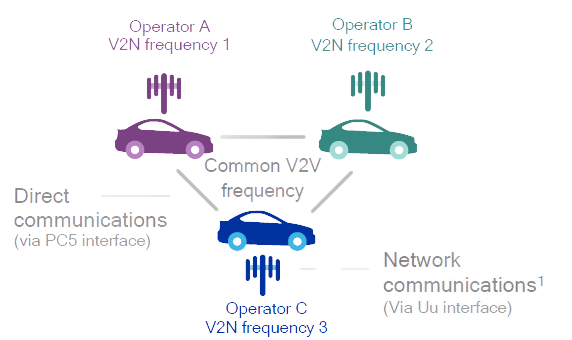 Operator A
V2N frequency 1
Operator B
V2N frequency 2
Common V2V
frequency
Direct
communications
(via PC5 interface)
Network
communications¹
(Via Uu interface)
Operator C
V2N frequency 3